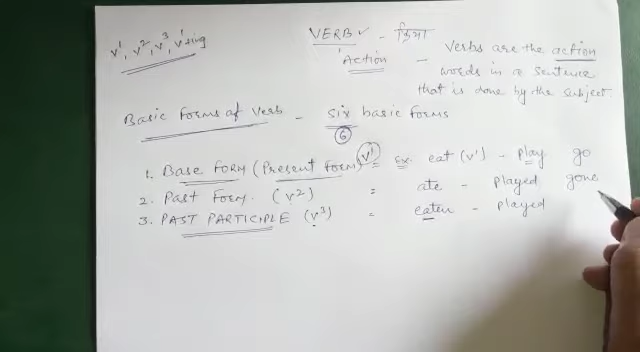 V¹, V², V³, V¹+ing
VERB - क्रिया
Action - Verbs are the action
words in a sentence
that is done by the subject
Basic Forms of Verb - six basic forms
(6)
1. BASE FORM (Present form) (V¹) = Ex. eat (V¹) - Play go
2. Past Form. (V²) = ate - Played gone
3. PAST PARTICIPLE (V³) = eaten - Played